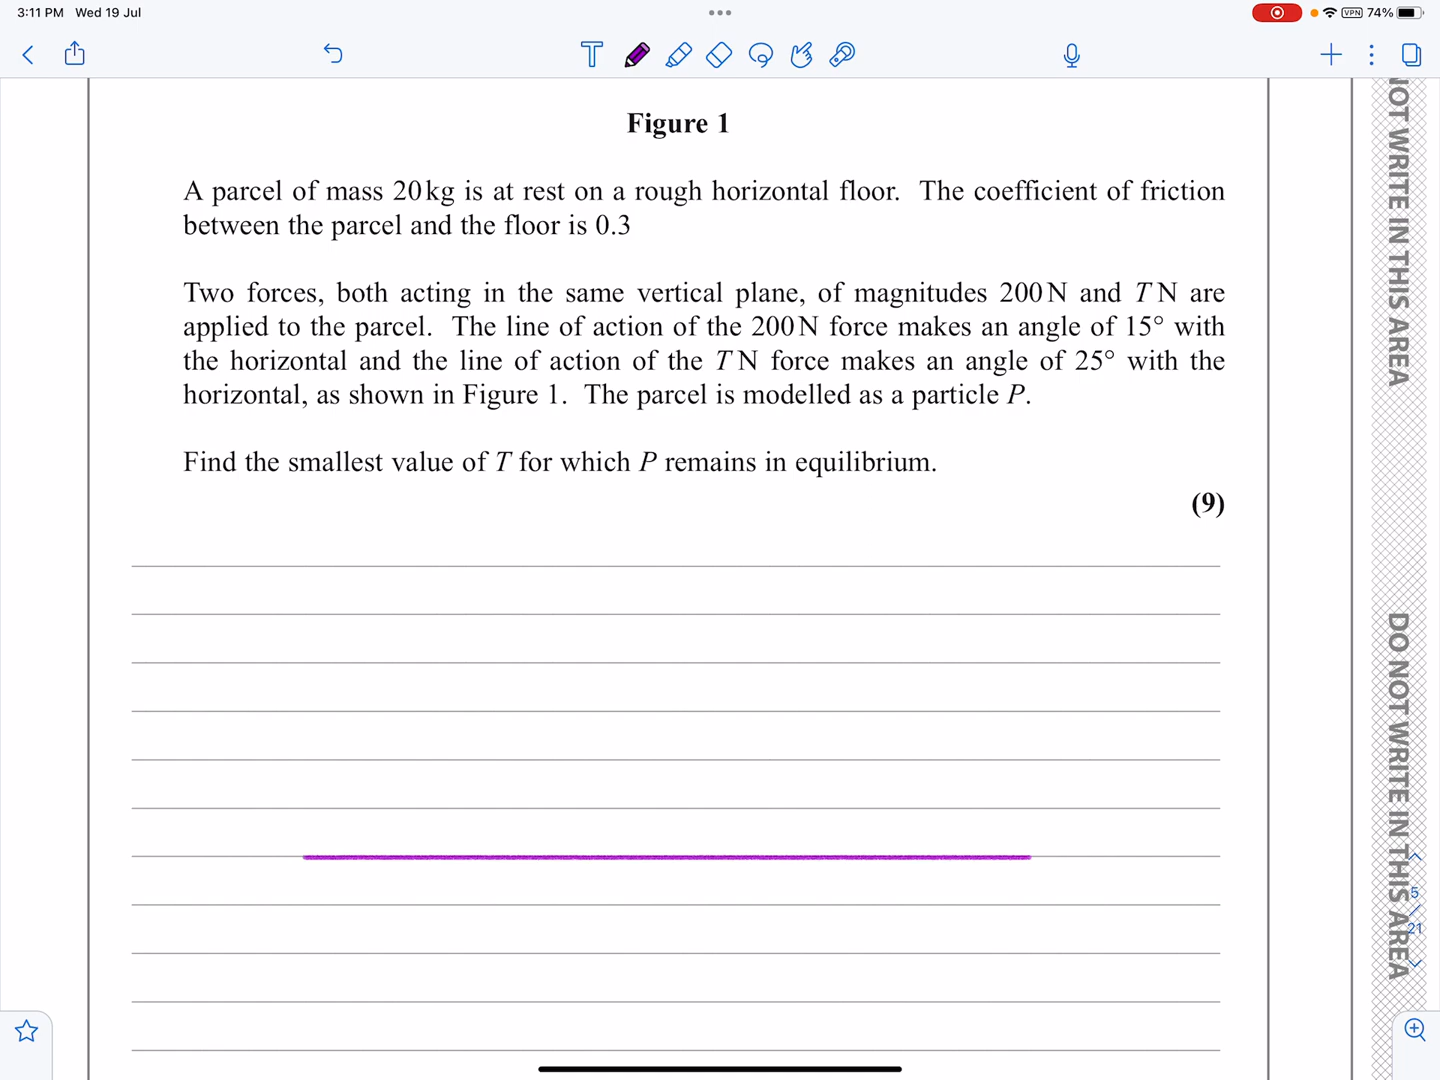 3:11 PM Wed 19 Jul
VPN 74%
T
Figure 1
A parcel of mass 20 kg is at rest on a rough horizontal floor. The coefficient of friction
between the parcel and the floor is 0.3
Two forces, both acting in the same vertical plane, of magnitudes 200 N and T N are
applied to the parcel. The line of action of the 200 N force makes an angle of 15° with
the horizontal and the line of action of the T N force makes an angle of 25° with the
horizontal, as shown in Figure 1. The parcel is modelled as a particle P.
Find the smallest value of T for which P remains in equilibrium.
(9)
NOT WRITE IN THIS AREA
DO NOT WRITE IN THIS AREA
5
/
21